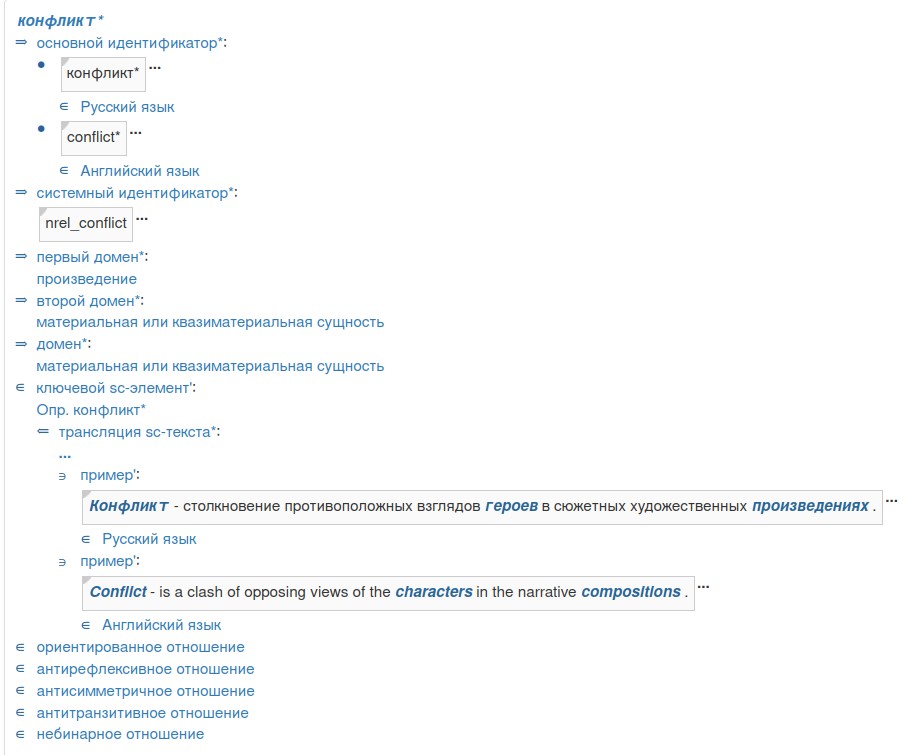 конфликт*
⇒ основной идентификатор*:
• конфликт* ...
∈ Русский язык
• conflict* ...
∈ Английский язык
⇒ системный идентификатор*:
nrel_conflict ...
⇒ первый домен*:
произведение
⇒ второй домен*:
материальная или квазиматериальная сущность
⇒ домен*:
материальная или квазиматериальная сущность
∈ ключевой sc-элемент':
Опр. конфликт*
⇐ трансляция sc-текста*:
...
∋ пример':
Конфликт - столкновение противоположных взглядов героев в сюжетных художественных произведениях . ...
∈ Русский язык
∋ пример':
Conflict - is a clash of opposing views of the characters in the narrative compositions . ...
∈ Английский язык
∈ ориентированное отношение
∈ антирефлексивное отношение
∈ антисимметричное отношение
∈ антитранзитивное отношение
∈ небинарное отношение